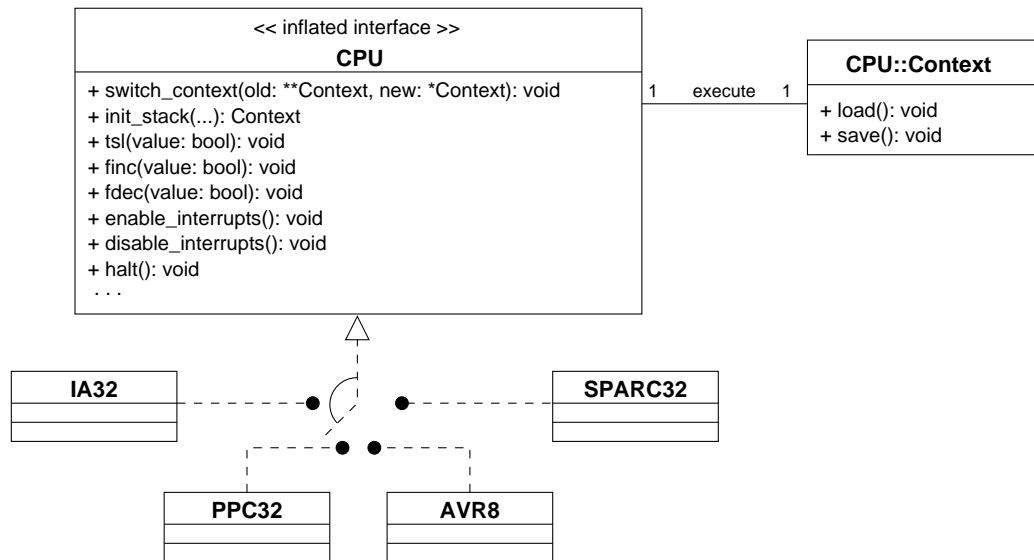 << inflated interface >>
CPU
+ switch_context(old: **Context, new: *Context): void
+ init_stack(...): Context
+ tsl(value: bool): void
+ finc(value: bool): void
+ fdec(value: bool): void
+ enable_interrupts(): void
+ disable_interrupts(): void
+ halt(): void
. . .
1 execute 1
CPU::Context
+ load(): void
+ save(): void
IA32
SPARC32
PPC32
AVR8